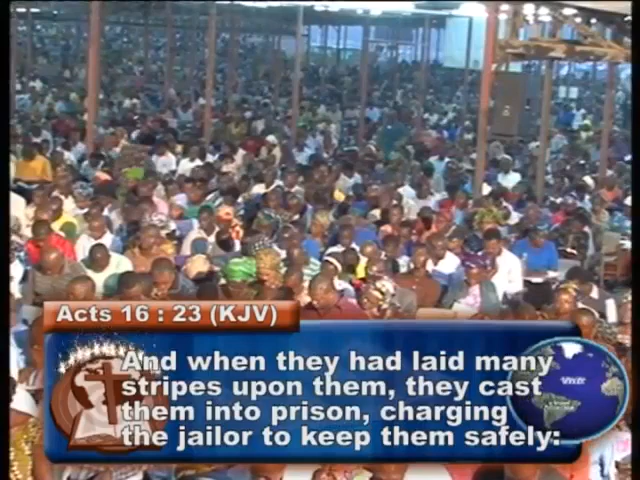 Acts 16 : 23 (KJV)
And when they had laid many
stripes upon them, they cast
them into prison, charging
the jailor to keep them safely: